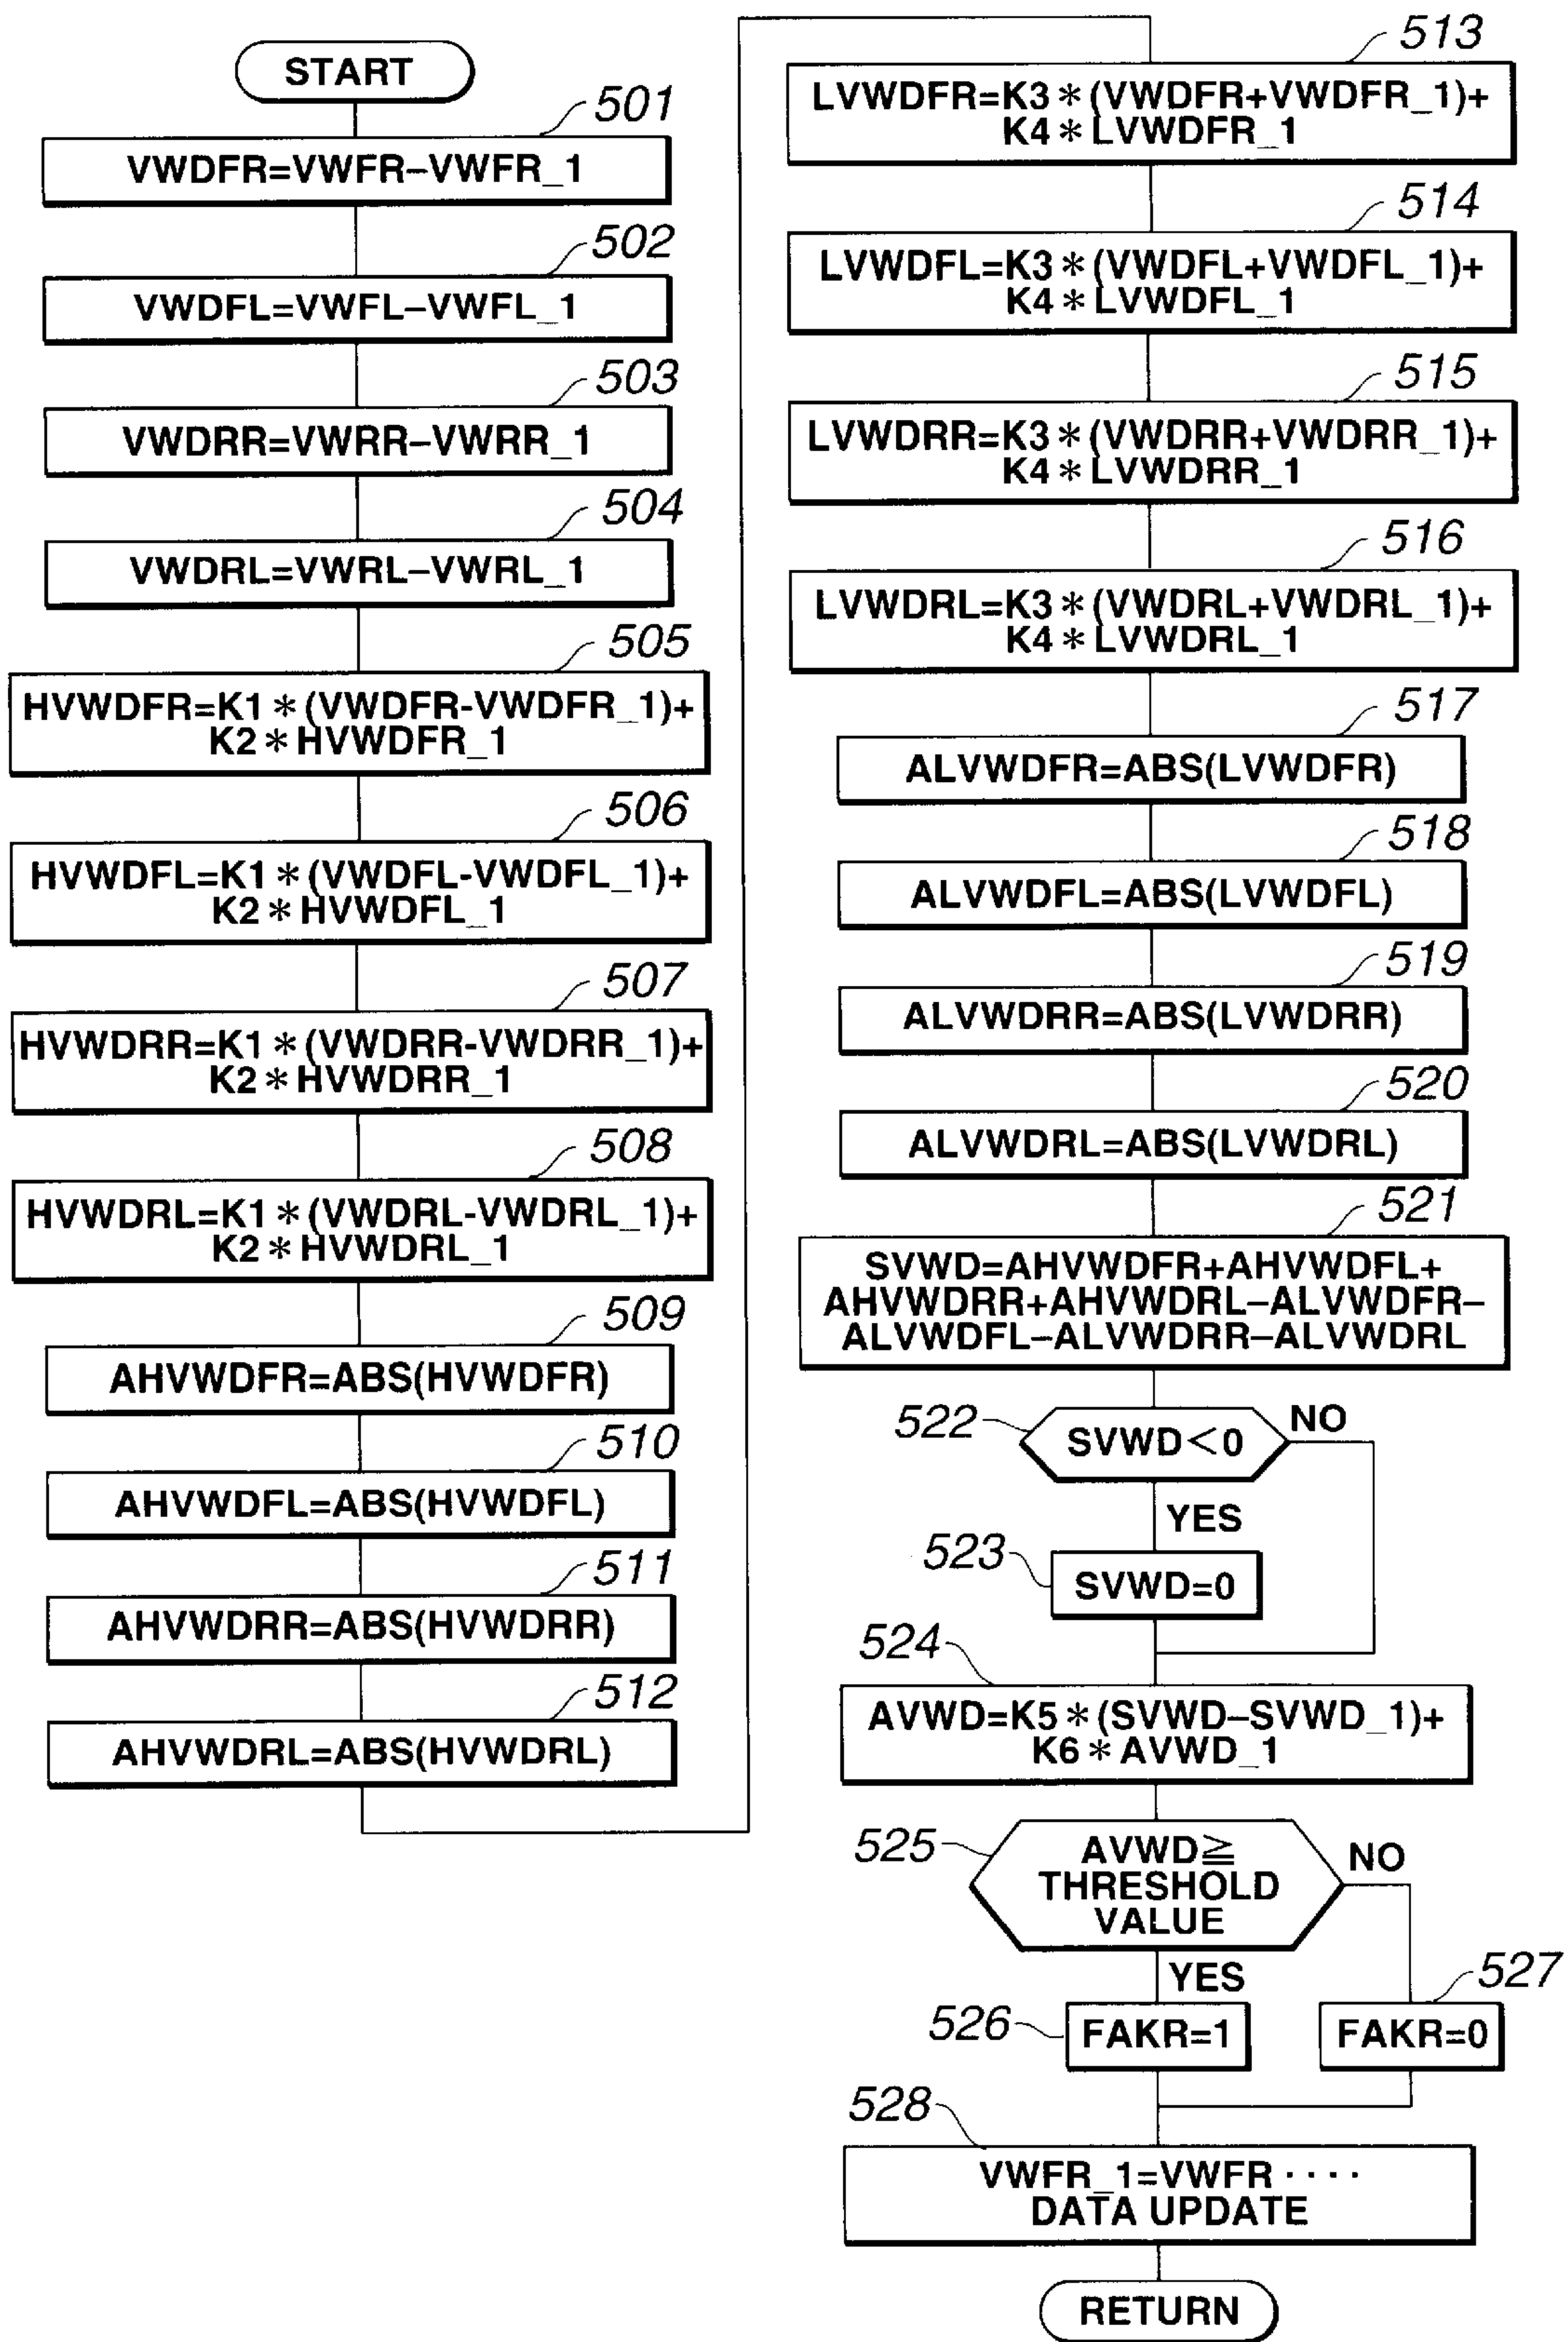 START
501
VWDFR=VWFR–VWFR_1
502
VWDFL=VWFL–VWFL_1
503
VWDRR=VWRR–VWRR_1
504
VWDRL=VWRL–VWRL_1
505
HVWDFR=K1*(VWDFR-VWDFR_1)+
K2*HVWDFR_1
506
HVWDFL=K1*(VWDFL-VWDFL_1)+
K2*HVWDFL_1
507
HVWDRR=K1*(VWDRR-VWDRR_1)+
K2*HVWDRR_1
508
HVWDRL=K1*(VWDRL-VWDRL_1)+
K2*HVWDRL_1
509
AHVWDFR=ABS(HVWDFR)
510
AHVWDFL=ABS(HVWDFL)
511
AHVWDRR=ABS(HVWDRR)
512
AHVWDRL=ABS(HVWDRL)
513
LVWDFR=K3*(VWDFR+VWDFR_1)+
K4*LVWDFR_1
514
LVWDFL=K3*(VWDFL+VWDFL_1)+
K4*LVWDFL_1
515
LVWDRR=K3*(VWDRR+VWDRR_1)+
K4*LVWDRR_1
516
LVWDRL=K3*(VWDRL+VWDRL_1)+
K4*LVWDRL_1
517
ALVWDFR=ABS(LVWDFR)
518
ALVWDFL=ABS(LVWDFL)
519
ALVWDRR=ABS(LVWDRR)
520
ALVWDRL=ABS(LVWDRL)
521
SVWD=AHVWDFR+AHVWDFL+
AHVWDRR+AHVWDRL–ALVWDFR–
ALVWDFL–ALVWDRR–ALVWDRL
522
SVWD<0
NO
YES
523
SVWD=0
524
AVWD=K5*(SVWD–SVWD_1)+
K6*AVWD_1
525
AVWD≧
THRESHOLD
VALUE
NO
YES
526
FAKR=1
527
FAKR=0
528
VWFR_1=VWFR ····
DATA UPDATE
RETURN